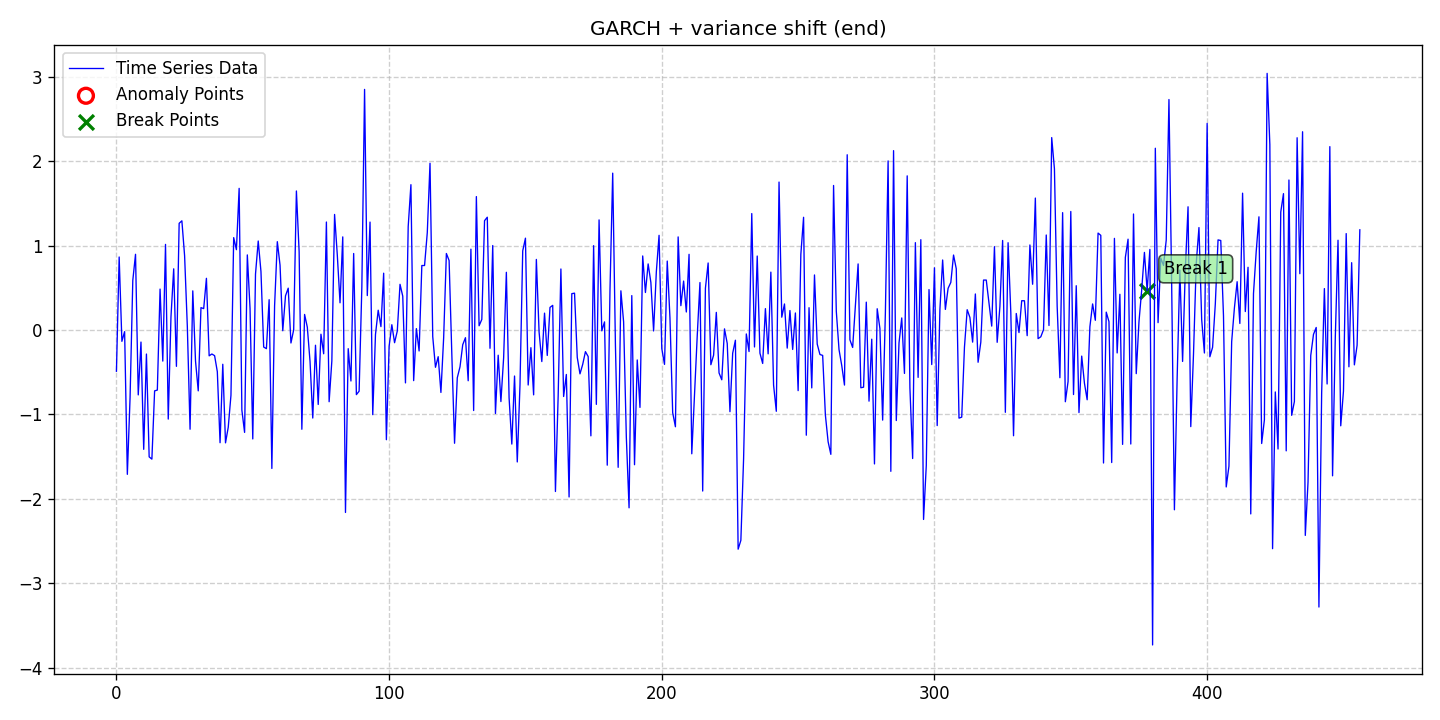 GARCH + variance shift (end)
Time Series Data
Anomaly Points
Break Points
3
2
1
0
−1
−2
−3
−4
Break 1
0
100
200
300
400